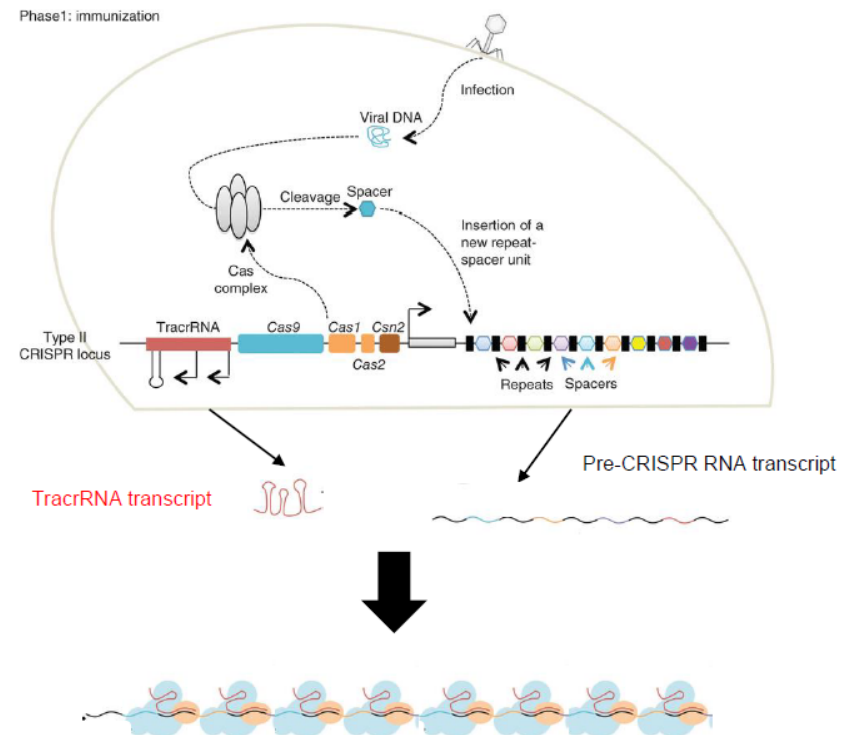 Phase1: immunization
Infection
Viral DNA
Cleavage
Spacer
Insertion of a
new repeat-
spacer unit
Cas
complex
Type II
CRISPR locus
TracrRNA
Cas9
Cas1
Csn2
Cas2
Repeats
Spacers
Pre-CRISPR RNA transcript
TracrRNA transcript